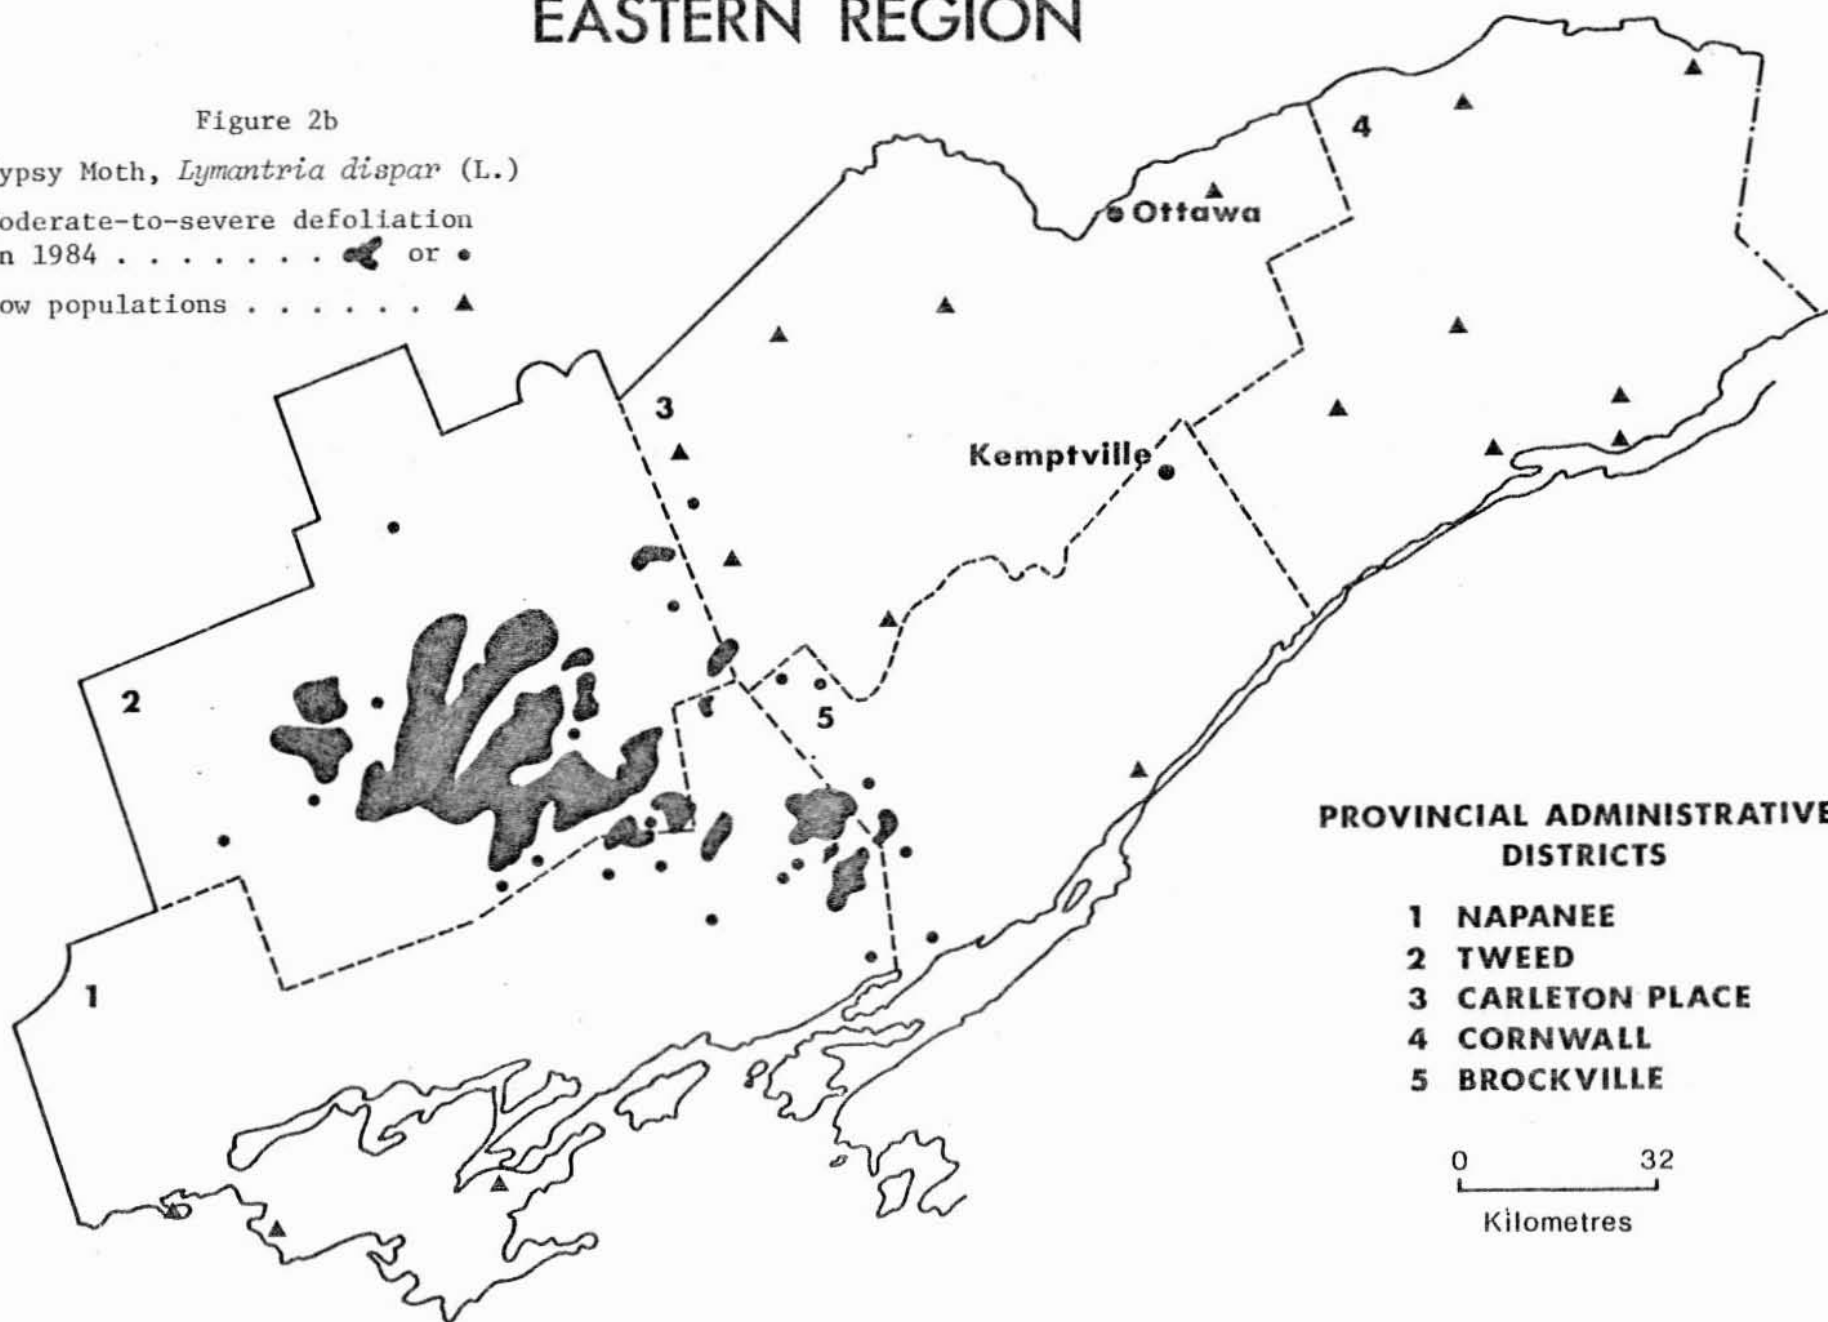 EASTERN REGION
Figure 2b
ypsy Moth, Lymantria dispar (L.)
oderate-to-severe defoliation
n 1984 . . . . . . . or
ow populations . . . . . .
4
Ottawa
3
Kemptville
2
5
1
PROVINCIAL ADMINISTRATIVE
DISTRICTS
1 NAPANEE
2 TWEED
3 CARLETON PLACE
4 CORNWALL
5 BROCKVILLE
0 32
Kilometres